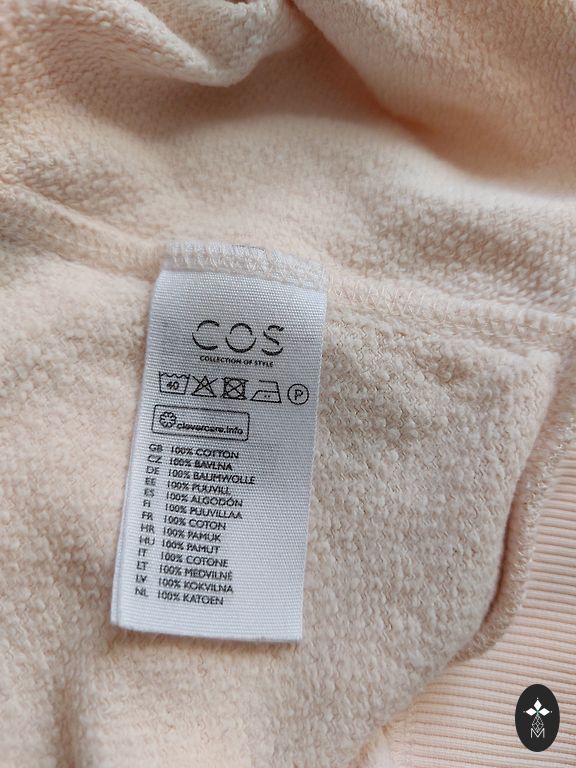 COS
COLLECTION OF STYLE
40 P
clevercare.info
GB 100% COTTON
CZ 100% BAVLNA
DE 100% BAUMWOLLE
EE 100% PUUVILL
ES 100% ALGODÓN
FI 100% PUUVILLAA
FR 100% COTON
HR 100% PAMUK
HU 100% PAMUT
IT 100% COTONE
LT 100% MEDVILNĖ
LV 100% KOKVILNA
NL 100% KATOEN
M